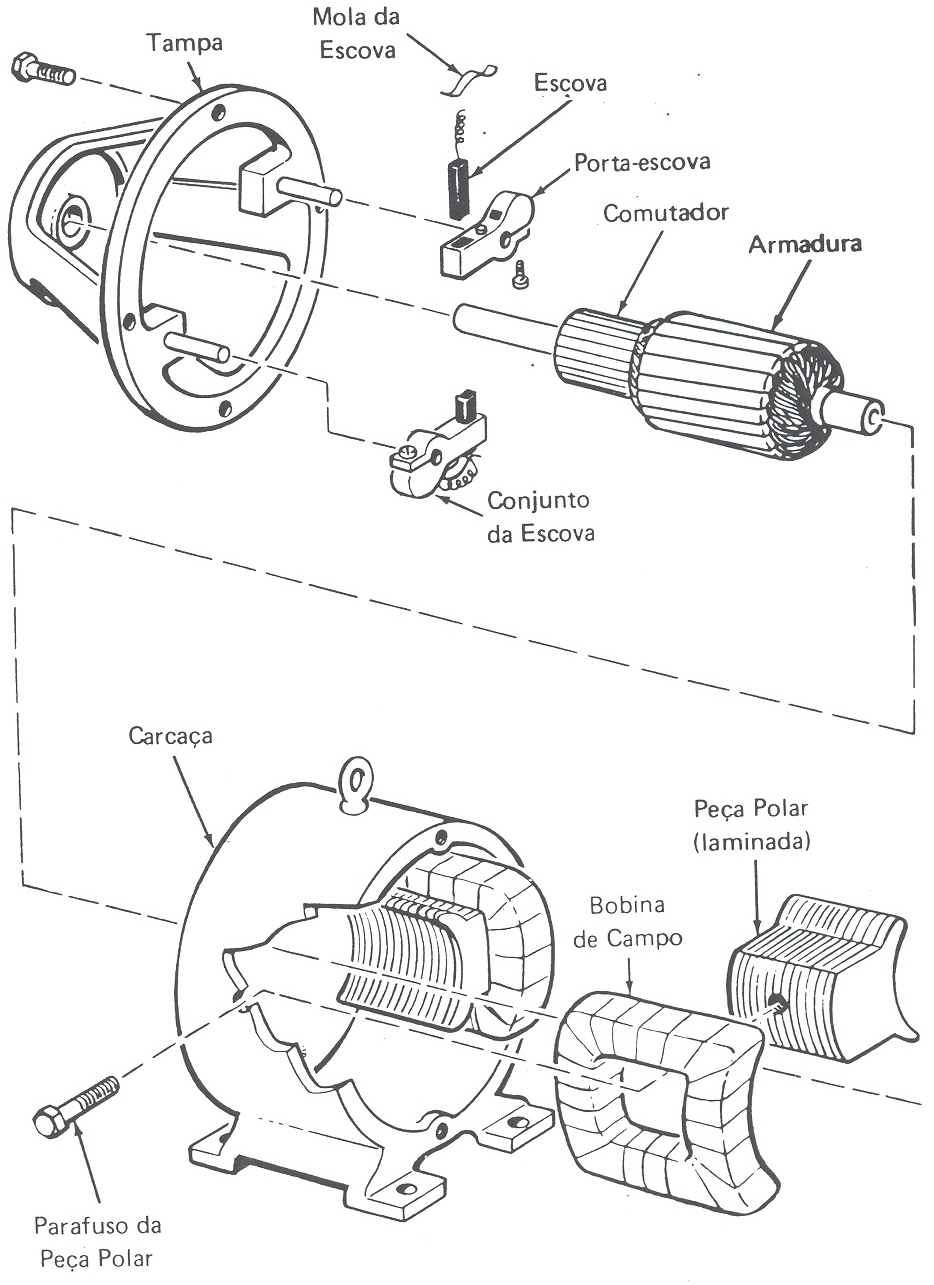 Mola da
Escova
Tampa
Escova
Porta-escova
Comutador
Armadura
Conjunto
da Escova
Carcaça
Peça Polar
(laminada)
Bobina
de Campo
Parafuso da
Peça Polar